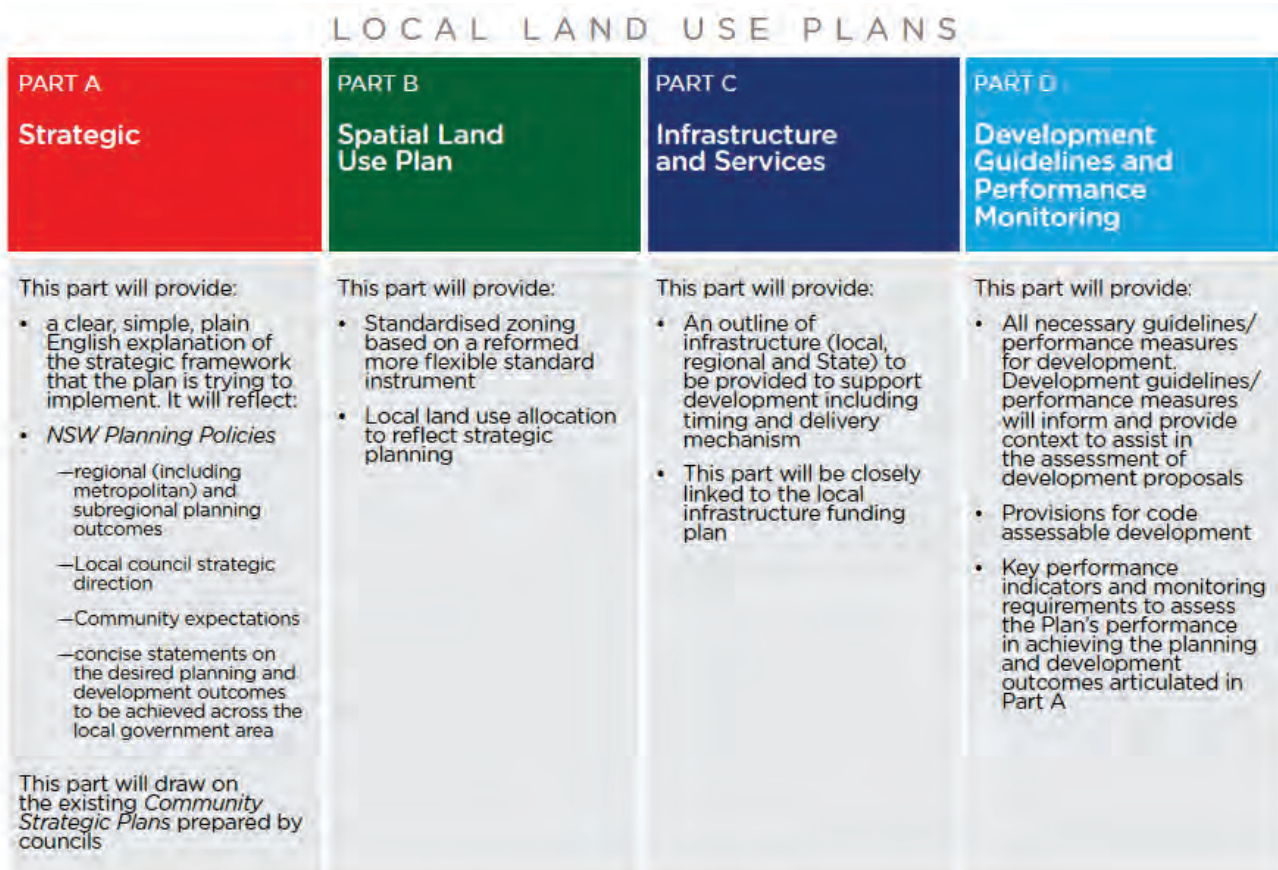 LOCAL LAND USE PLANS
PART A
Strategic
This part will provide:
• a clear, simple, plain
English explanation of
the strategic framework
that the plan is trying to
implement. It will reflect:
• NSW Planning Policies
—regional (including
metropolitan) and
subregional planning
outcomes
—Local council strategic
direction
—Community expectations
—concise statements on
the desired planning and
development outcomes
to be achieved across the
local government area
This part will draw on
the existing Community
Strategic Plans prepared by
councils
PART B
Spatial Land
Use Plan
This part will provide:
• Standardised zoning
based on a reformed
more flexible standard
instrument
• Local land use allocation
to reflect strategic
planning
PART C
Infrastructure
and Services
This part will provide:
• An outline of
infrastructure (local,
regional and State) to
be provided to support
development including
timing and delivery
mechanism
• This part will be closely
linked to the local
infrastructure funding
plan
PART D
Development
Guidelines and
Performance
Monitoring
This part will provide:
• All necessary guidelines/
performance measures
for development.
Development guidelines/
performance measures
will inform and provide
context to assist in
the assessment of
development proposals
• Provisions for code
assessable development
• Key performance
indicators and monitoring
requirements to assess
the Plan's performance
in achieving the planning
and development
outcomes articulated in
Part A